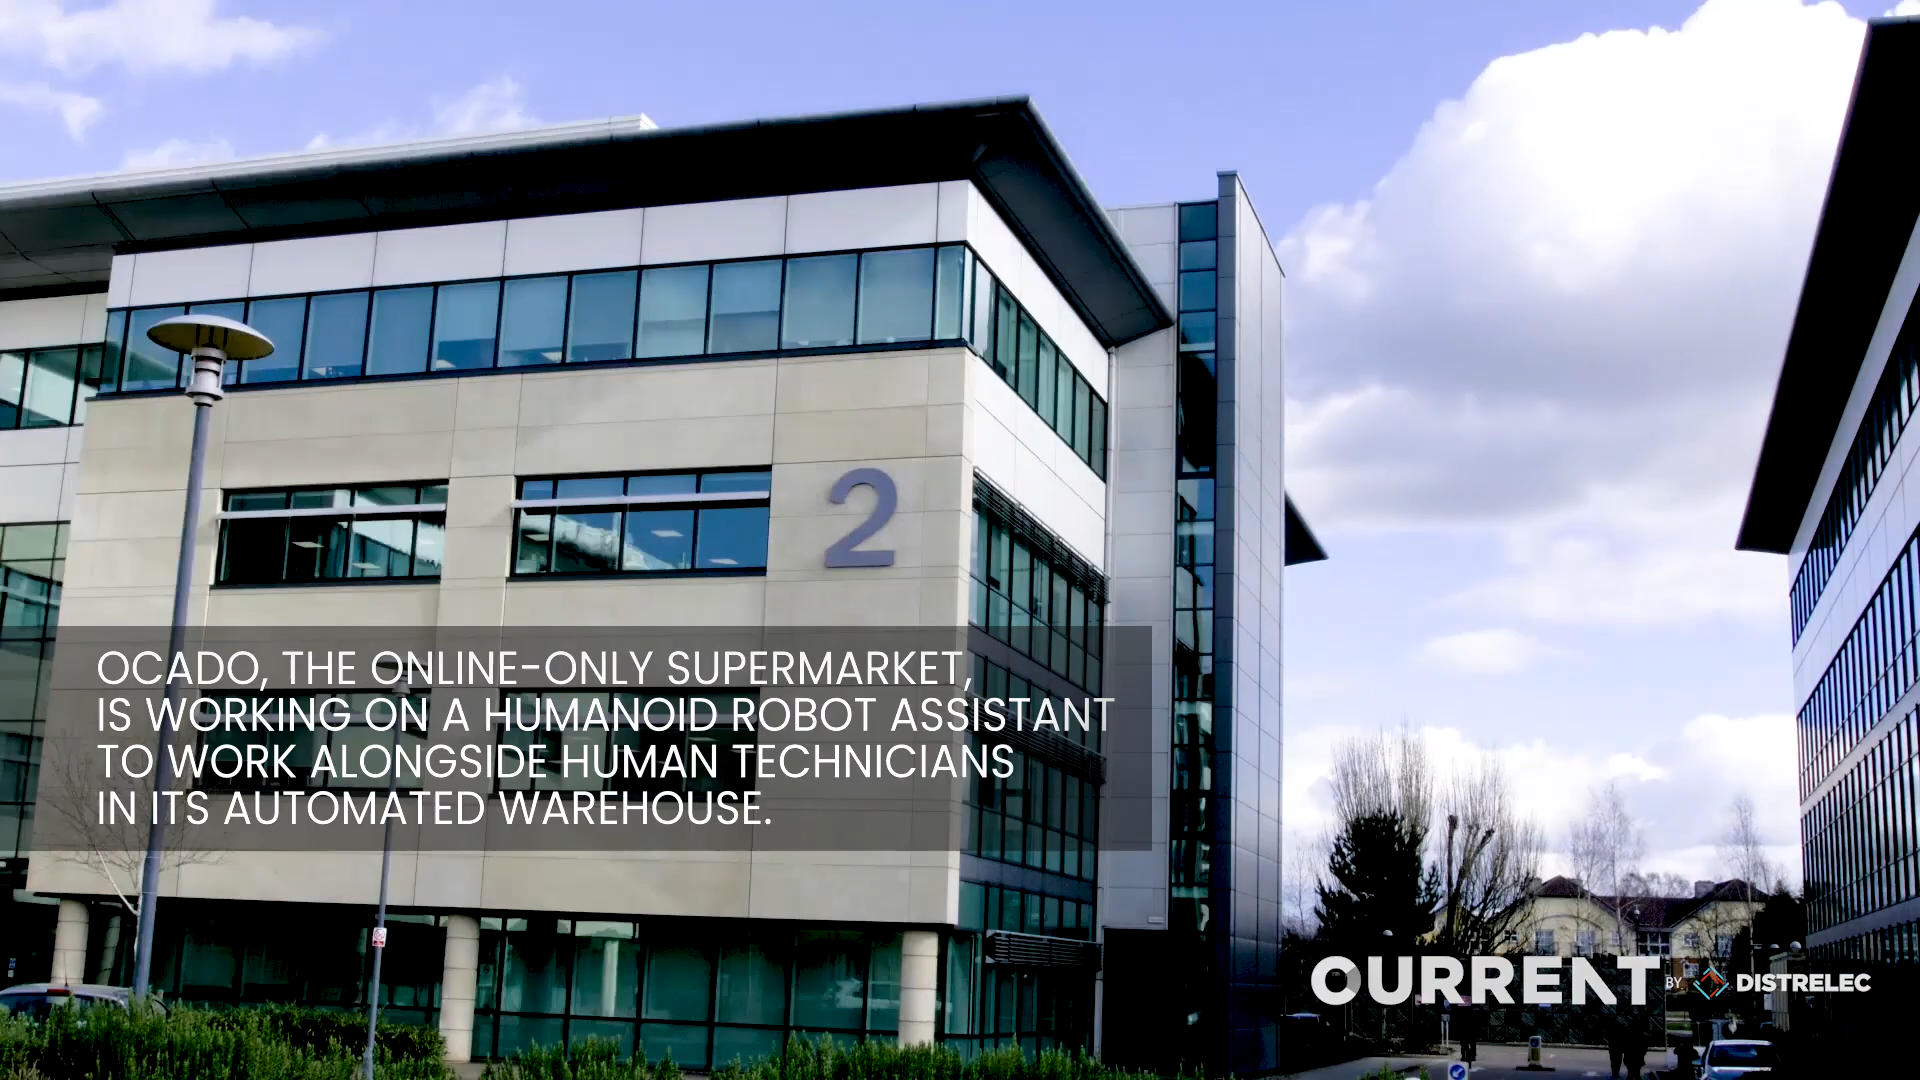 2
OCADO, THE ONLINE-ONLY SUPERMARKET,
IS WORKING ON A HUMANOID ROBOT ASSISTANT
TO WORK ALONGSIDE HUMAN TECHNICIANS
IN ITS AUTOMATED WAREHOUSE.
OURRENT BY DISTRELEC